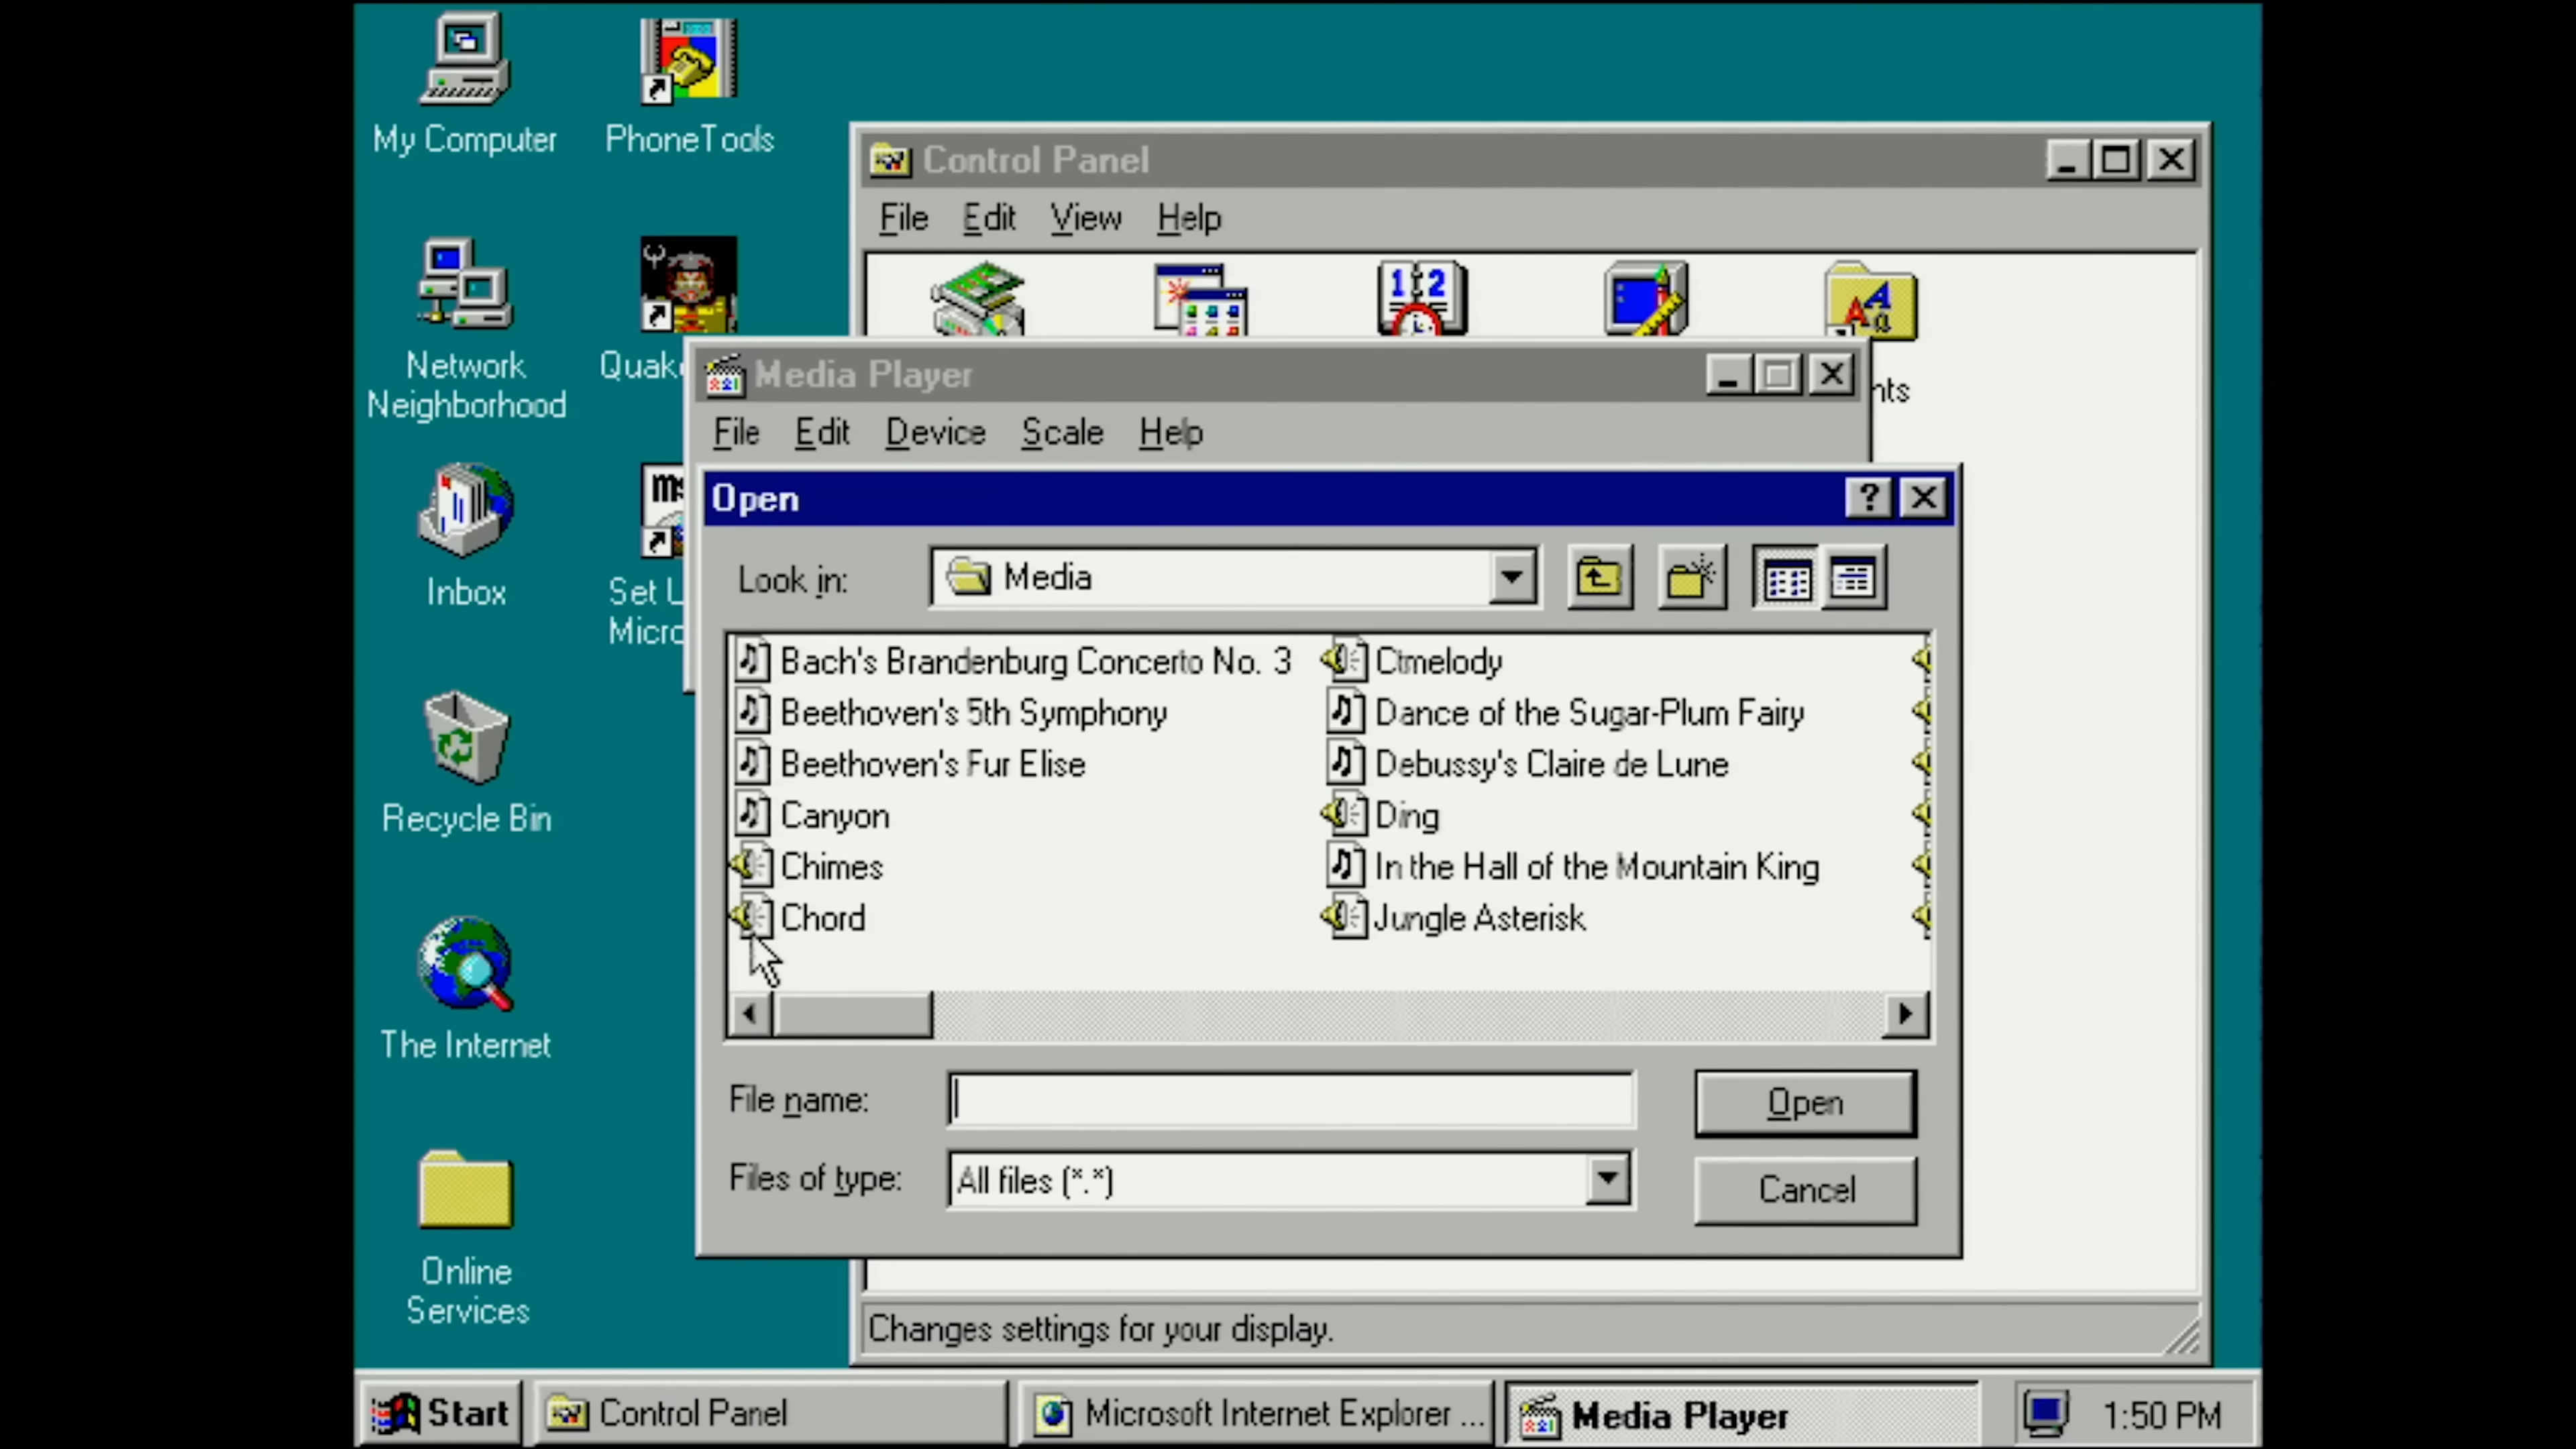 My Computer
PhoneTools
Network
Neighborhood
Inbox
Set
Recycle Bin
The Internet
Online
Services
Control Panel
File Edit View Help
1 2
Media Player
File Edit Device Scale Help
Open
Look in: Media
Bach's Brandenburg Concerto No. 3
Beethoven's 5th Symphony
Beethoven's Fur Elise
Canyon
Chimes
Chord
Ctmelody
Dance of the Sugar-Plum Fairy
Debussy's Claire de Lune
Ding
In the Hall of the Mountain King
Jungle Asterisk
File name:
Open
Files of type: All files (*.*)
Cancel
Changes settings for your display.
Start Control Panel Microsoft Internet Explorer ... Media Player 1:50 PM